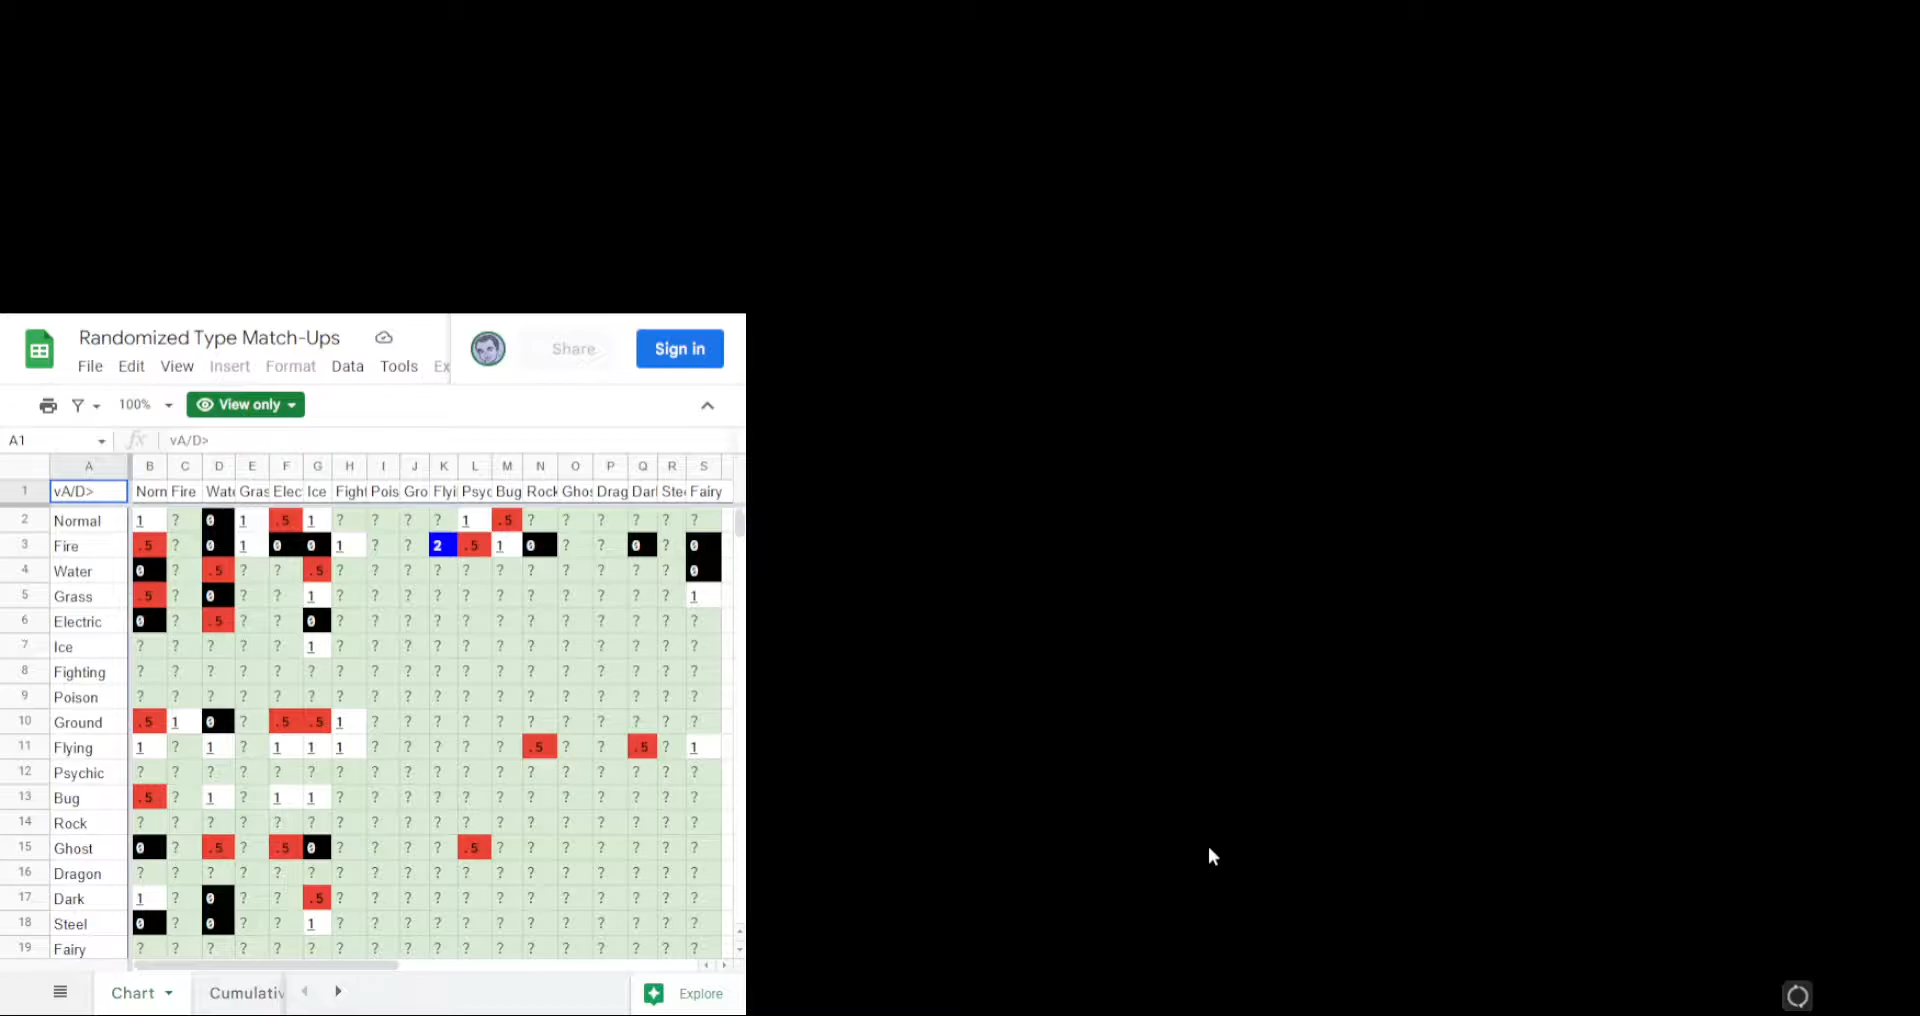 Randomized Type Match-Ups
Share
Sign in
File Edit View Insert Format Data Tools Ex
100% View only
A1 fx vA/D>
A B C D E F G H I J K L M N O P Q R S
1 vA/D> Norn Fire Wate Gras Elec Ice Fight Pois Gro Flyi Psyc Bug Rock Ghos Drag Darl Stee Fairy
2 Normal 1 ? 0 1 .5 1 ? ? ? ? 1 .5 ? ? ? ? ? ?
3 Fire .5 ? 0 1 0 0 1 ? ? 2 .5 1 0 ? ? 0 ? 0
4 Water 0 ? .5 ? ? .5 ? ? ? ? ? ? ? ? ? ? ? 0
5 Grass .5 ? 0 ? ? 1 ? ? ? ? ? ? ? ? ? ? ? 1
6 Electric 0 ? .5 ? ? 0 ? ? ? ? ? ? ? ? ? ? ? ?
7 Ice ? ? ? ? ? 1 ? ? ? ? ? ? ? ? ? ? ? ?
8 Fighting ? ? ? ? ? ? ? ? ? ? ? ? ? ? ? ? ? ?
9 Poison ? ? ? ? ? ? ? ? ? ? ? ? ? ? ? ? ? ?
10 Ground .5 1 0 ? .5 .5 1 ? ? ? ? ? ? ? ? ? ? ?
11 Flying 1 ? 1 ? 1 1 1 ? ? ? ? ? .5 ? ? .5 ? 1
12 Psychic ? ? ? ? ? ? ? ? ? ? ? ? ? ? ? ? ? ?
13 Bug .5 ? 1 ? 1 1 ? ? ? ? ? ? ? ? ? ? ? ?
14 Rock ? ? ? ? ? ? ? ? ? ? ? ? ? ? ? ? ? ?
15 Ghost 0 ? .5 ? .5 0 ? ? ? ? .5 ? ? ? ? ? ? ?
16 Dragon ? ? ? ? ? ? ? ? ? ? ? ? ? ? ? ? ? ?
17 Dark 1 ? 0 ? ? .5 ? ? ? ? ? ? ? ? ? ? ? ?
18 Steel 0 ? 0 ? ? 1 ? ? ? ? ? ? ? ? ? ? ? ?
19 Fairy ? ? ? ? ? ? ? ? ? ? ? ? ? ? ? ? ? ?
Chart Cumulativ Explore